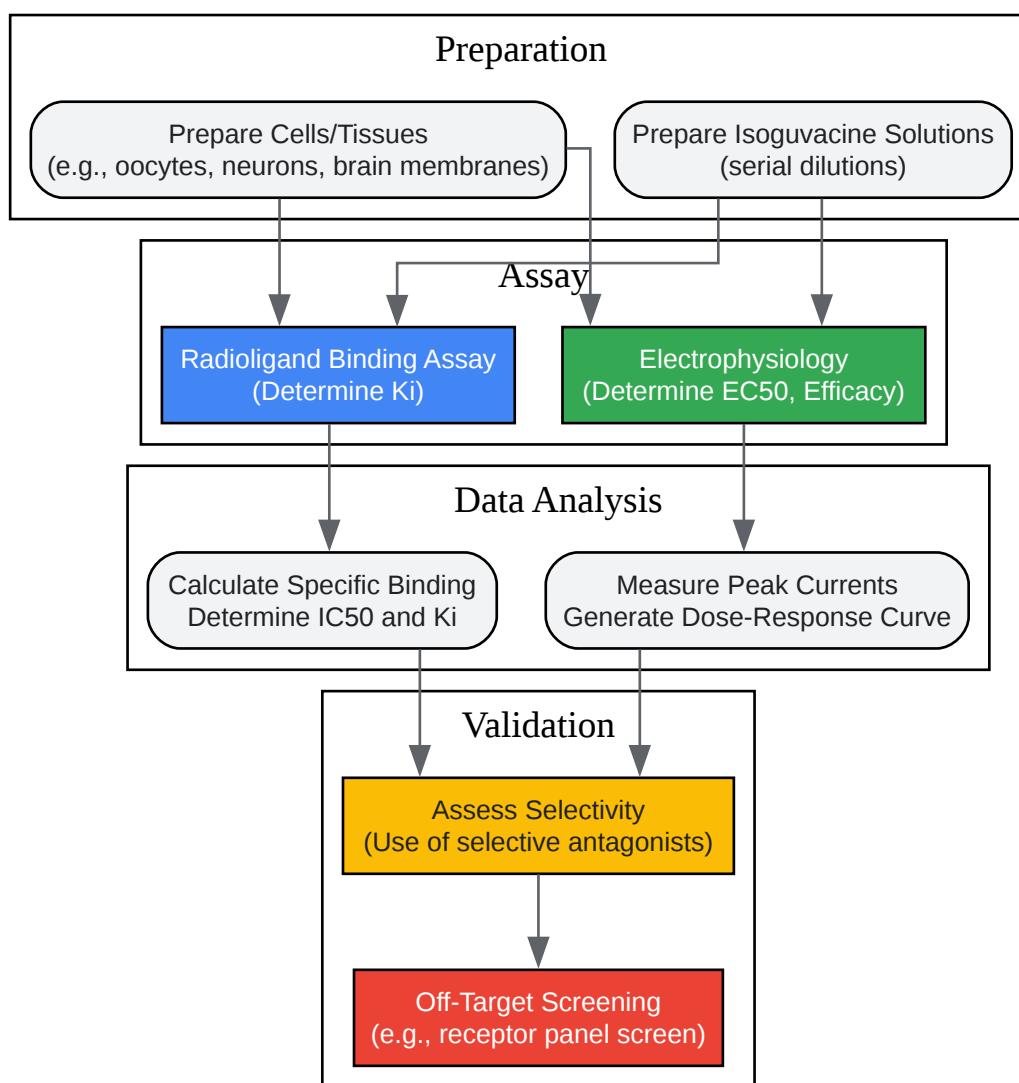 Preparation
Prepare Cells/Tissues
(e.g., oocytes, neurons, brain membranes)
Prepare Isoguvacine Solutions
(serial dilutions)
Assay
Radioligand Binding Assay
(Determine Ki)
Electrophysiology
(Determine EC50, Efficacy)
Data Analysis
Calculate Specific Binding
Determine IC50 and Ki
Measure Peak Currents
Generate Dose-Response Curve
Validation
Assess Selectivity
(Use of selective antagonists)
Off-Target Screening
(e.g., receptor panel screen)